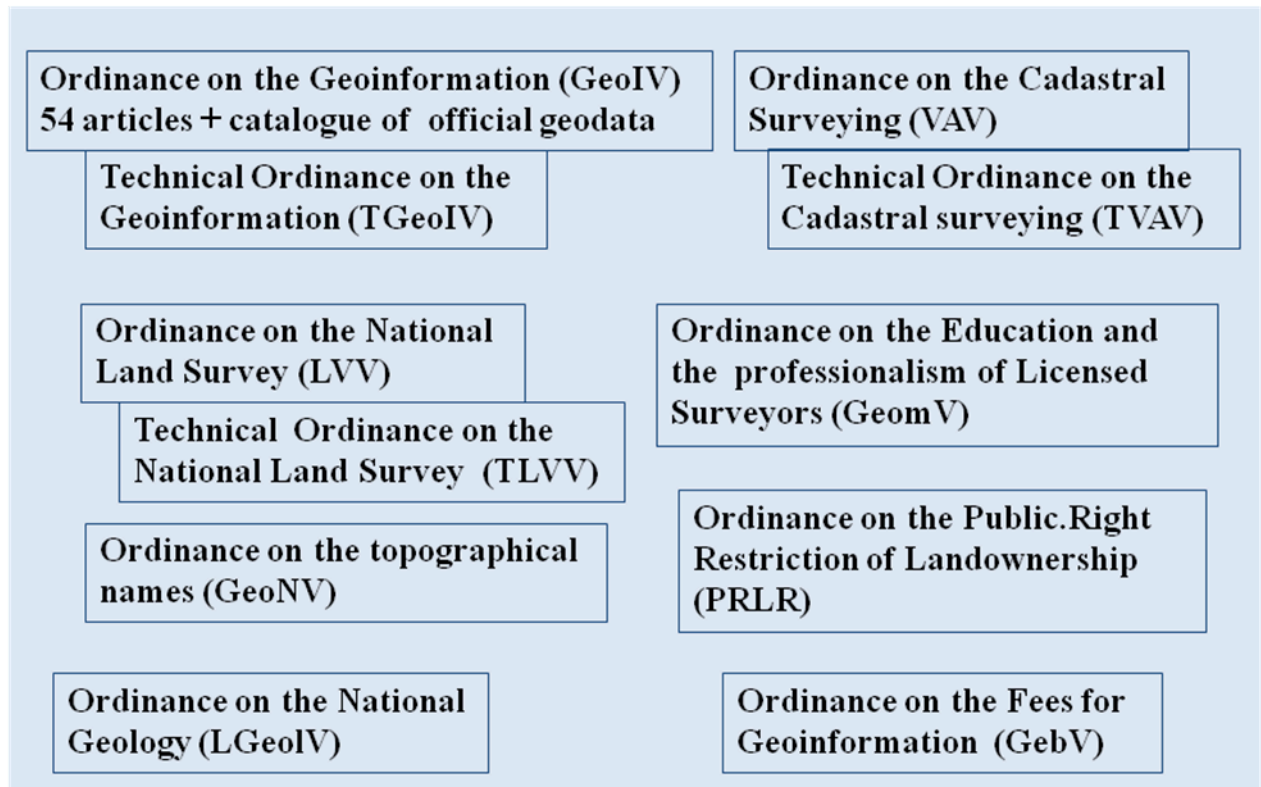 Ordinance on the Geoinformation (GeoIV)
54 articles + catalogue of official geodata
Technical Ordinance on the
Geoinformation (TGeoIV)
Ordinance on the Cadastral
Surveying (VAV)
Technical Ordinance on the
Cadastral surveying (TVAV)
Ordinance on the National
Land Survey (LVV)
Technical Ordinance on the
National Land Survey (TLVV)
Ordinance on the topographical
names (GeoNV)
Ordinance on the Education and
the professionalism of Licensed
Surveyors (GeomV)
Ordinance on the Public.Right
Restriction of Landownership
(PRLR)
Ordinance on the National
Geology (LGeolV)
Ordinance on the Fees for
Geoinformation (GebV)